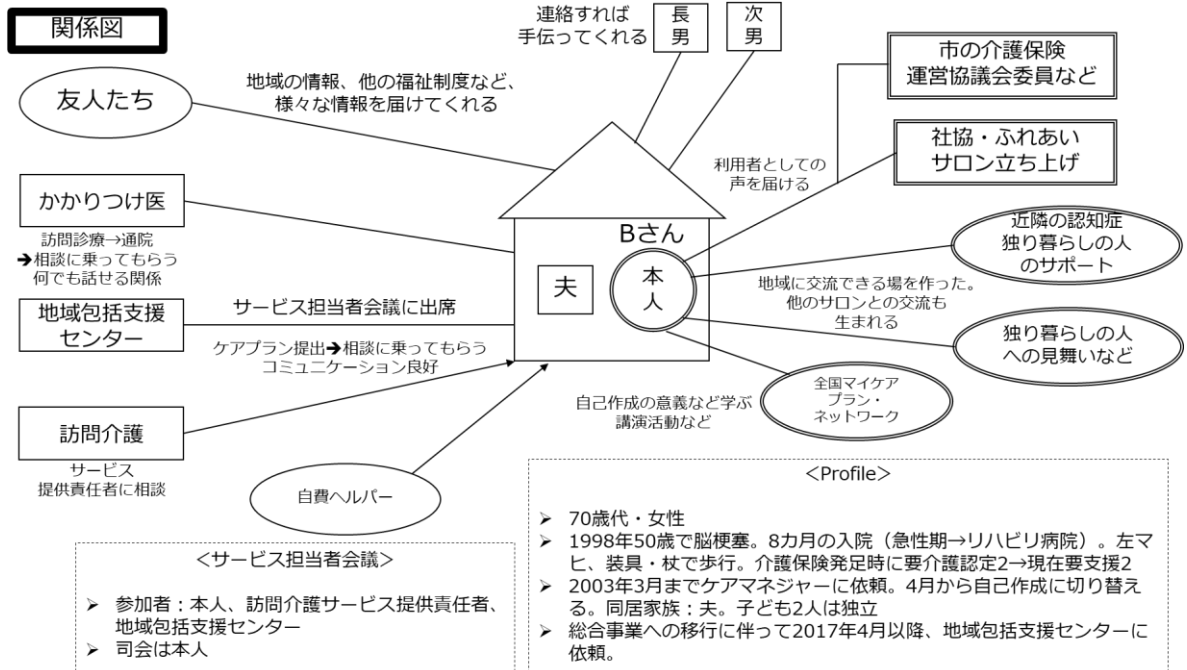 関係図
連絡すれば
手伝ってくれる
長
男
次
男
市の介護保険
運営協議会委員など
友人たち
地域の情報、他の福祉制度など、
様々な情報を届けてくれる
社協・ふれあい
サロン立ち上げ
利用者としての
声を届ける
かかりつけ医
訪問診療→通院
➔相談に乗ってもらう
何でも話せる関係
Bさん
夫
本
人
近隣の認知症
独り暮らしの人
のサポート
地域に交流できる場を作った。
他のサロンとの交流も
生まれる
地域包括支援
センター
サービス担当者会議に出席
ケアプラン提出➔相談に乗ってもらう
コミュニケーション良好
独り暮らしの人
への見舞いなど
全国マイケア
プラン・
ネットワーク
自己作成の意義など学ぶ
講演活動など
訪問介護
サービス
提供責任者に相談
自費ヘルパー
<サービス担当者会議>
➢ 参加者:本人、訪問介護サービス提供責任者、
地域包括支援センター
➢ 司会は本人
<Profile>
➢ 70歳代・女性
➢ 1998年50歳で脳梗塞。8カ月の入院(急性期→リハビリ病院)。左マ
ヒ、装具・杖で歩行。介護保険発足時に要介護認定2→現在要支援2
➢ 2003年3月までケアマネジャーに依頼。4月から自己作成に切り替え
る。同居家族:夫。子ども2人は独立
➢ 総合事業への移行に伴って2017年4月以降、地域包括支援センターに
依頼。